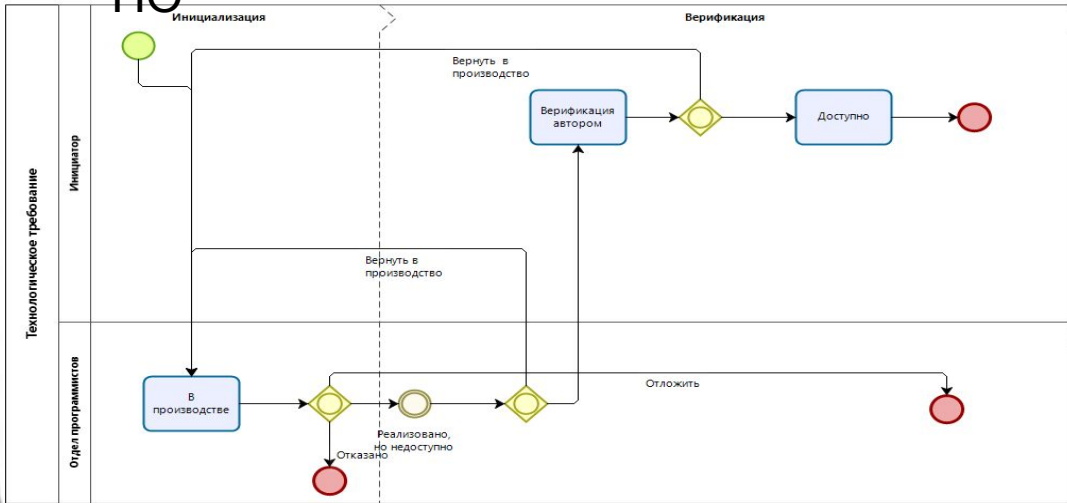 ПО
Инициализация
Верификация
Вернуть в
производство
Верификация
автором
Доступно
Инициатор
Технологическое требование
Вернуть в
производство
Отдел программистов
В
производстве
Отложить
Реализовано,
но недоступно
Отказано